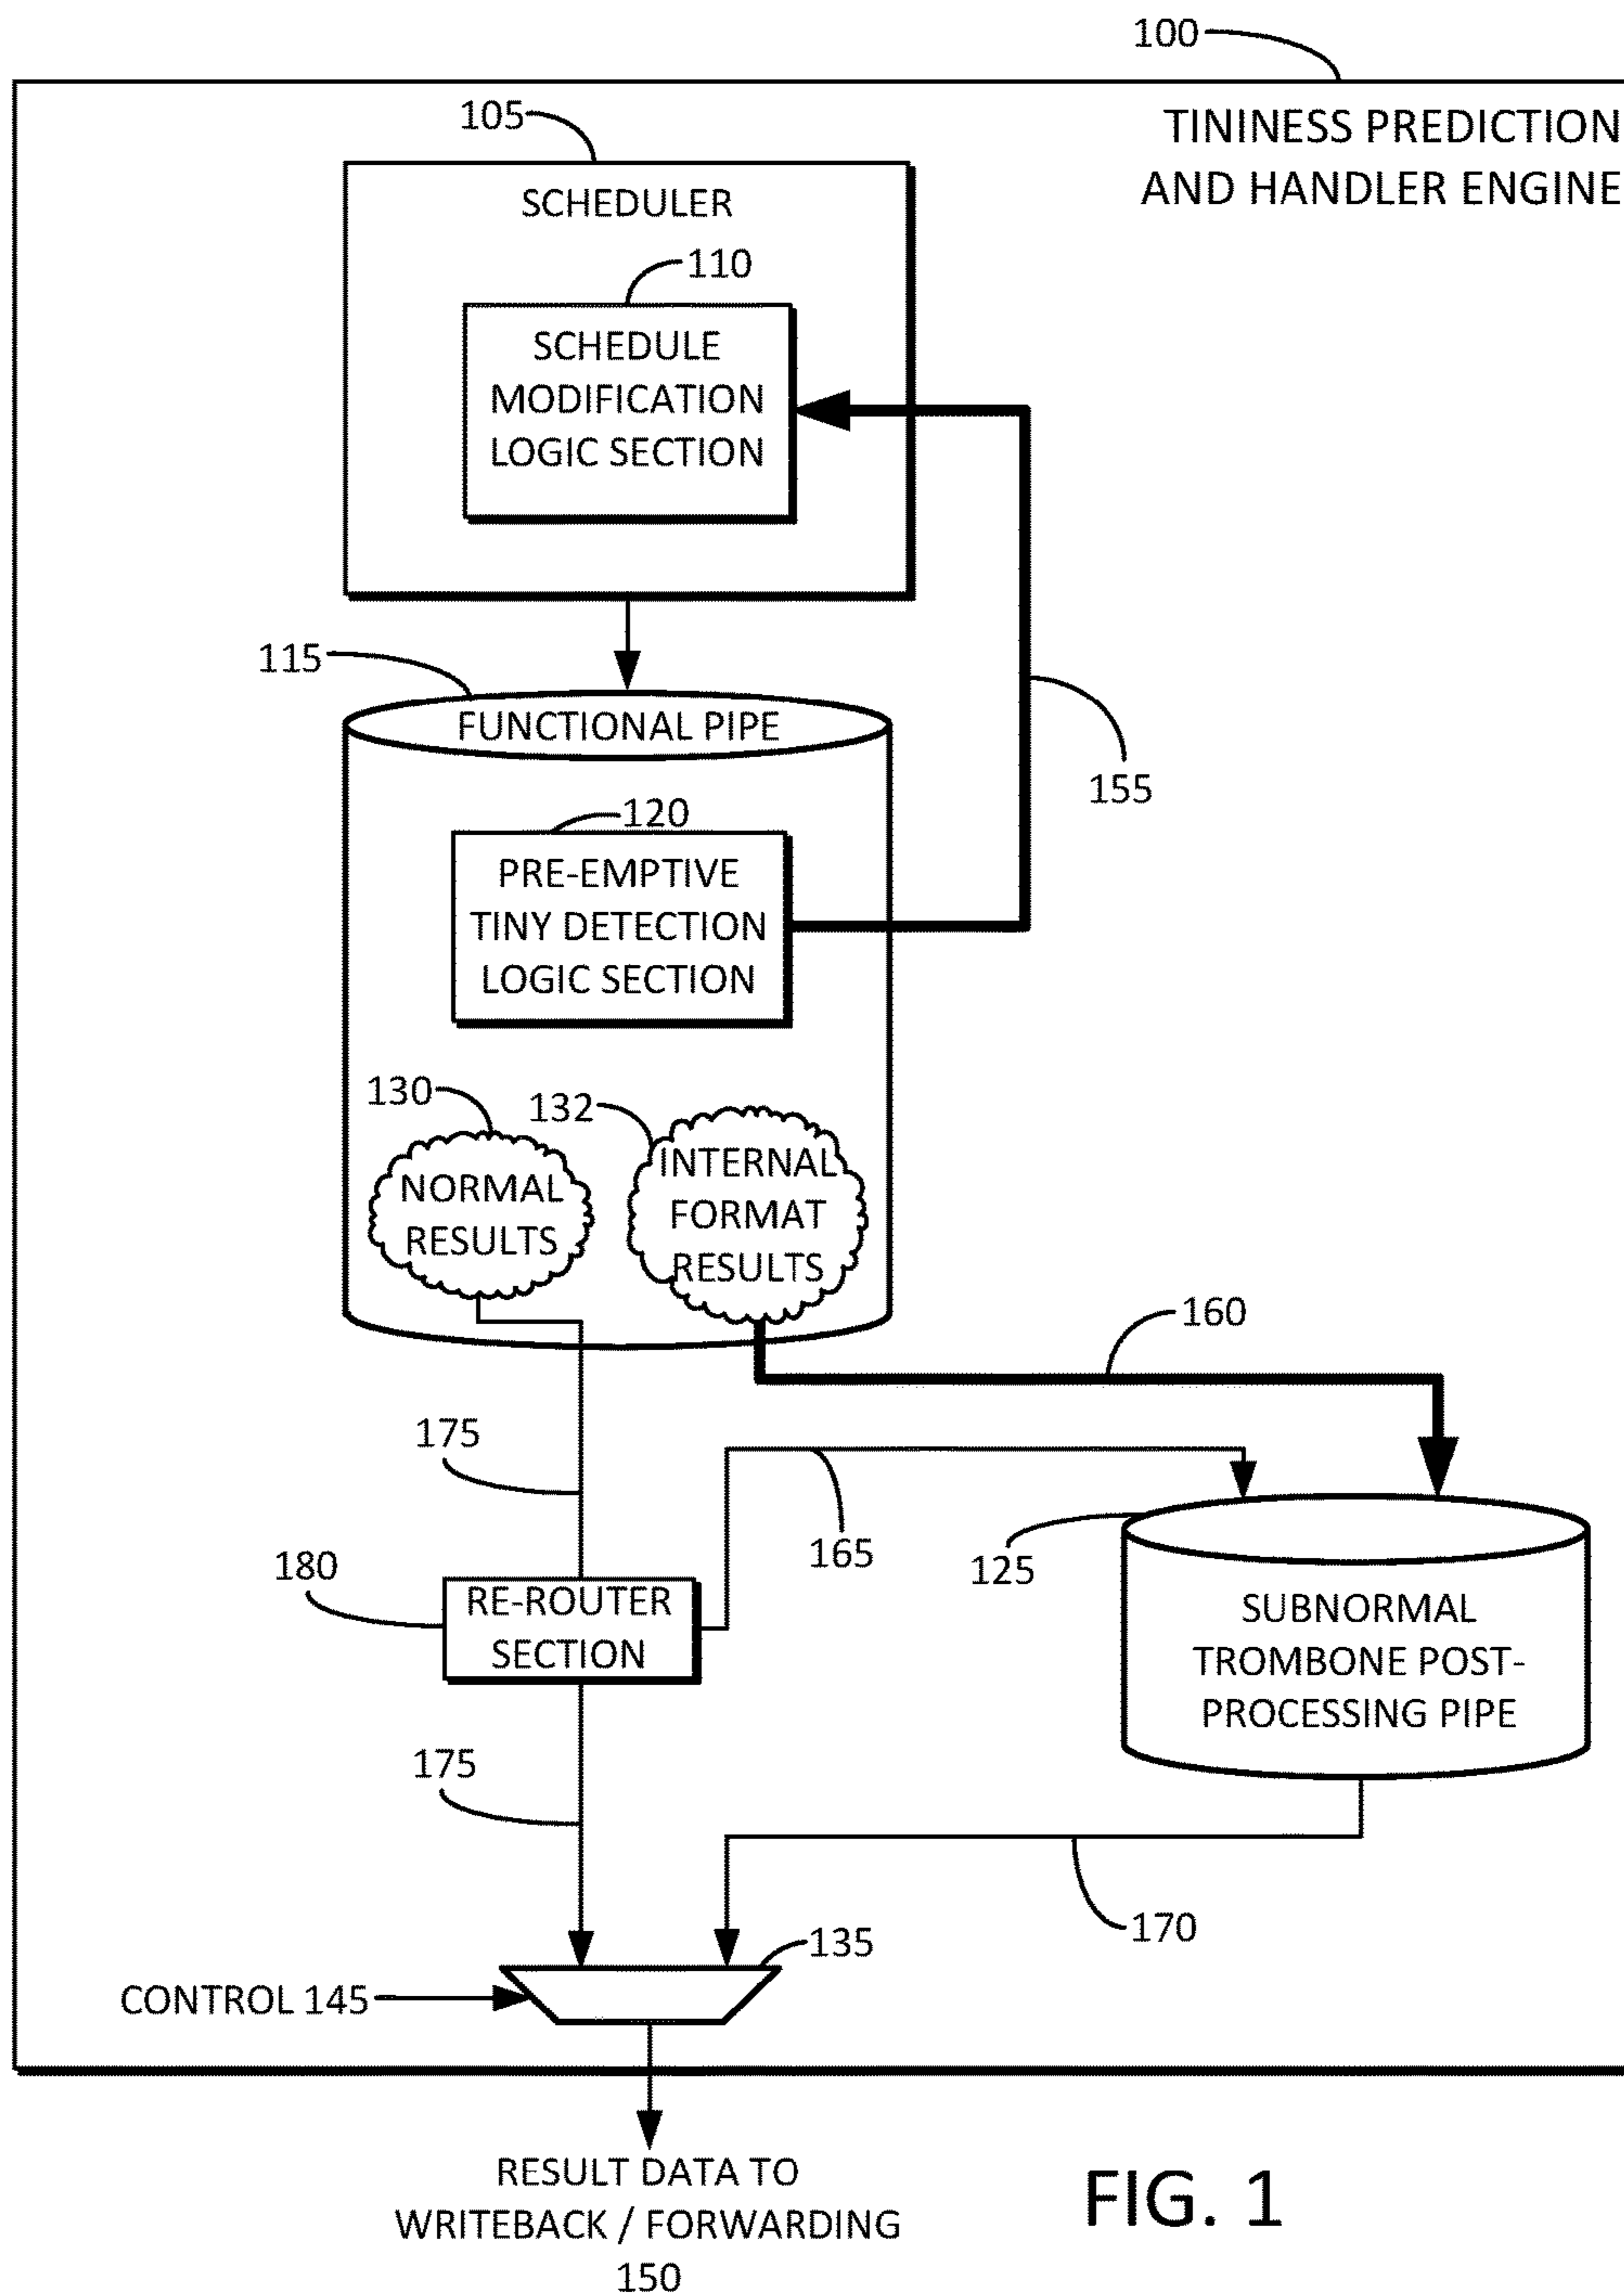 100
TININESS PREDICTION
AND HANDLER ENGINE
105
SCHEDULER
110
SCHEDULE
MODIFICATION
LOGIC SECTION
115
FUNCTIONAL PIPE
155
120
PRE-EMPTIVE
TINY DETECTION
LOGIC SECTION
130
NORMAL
RESULTS
132
INTERNAL
FORMAT
RESULTS
160
175
165
125
180
RE-ROUTER
SECTION
SUBNORMAL
TROMBONE POST-
PROCESSING PIPE
175
170
135
CONTROL 145
RESULT DATA TO
WRITEBACK / FORWARDING
150
FIG. 1